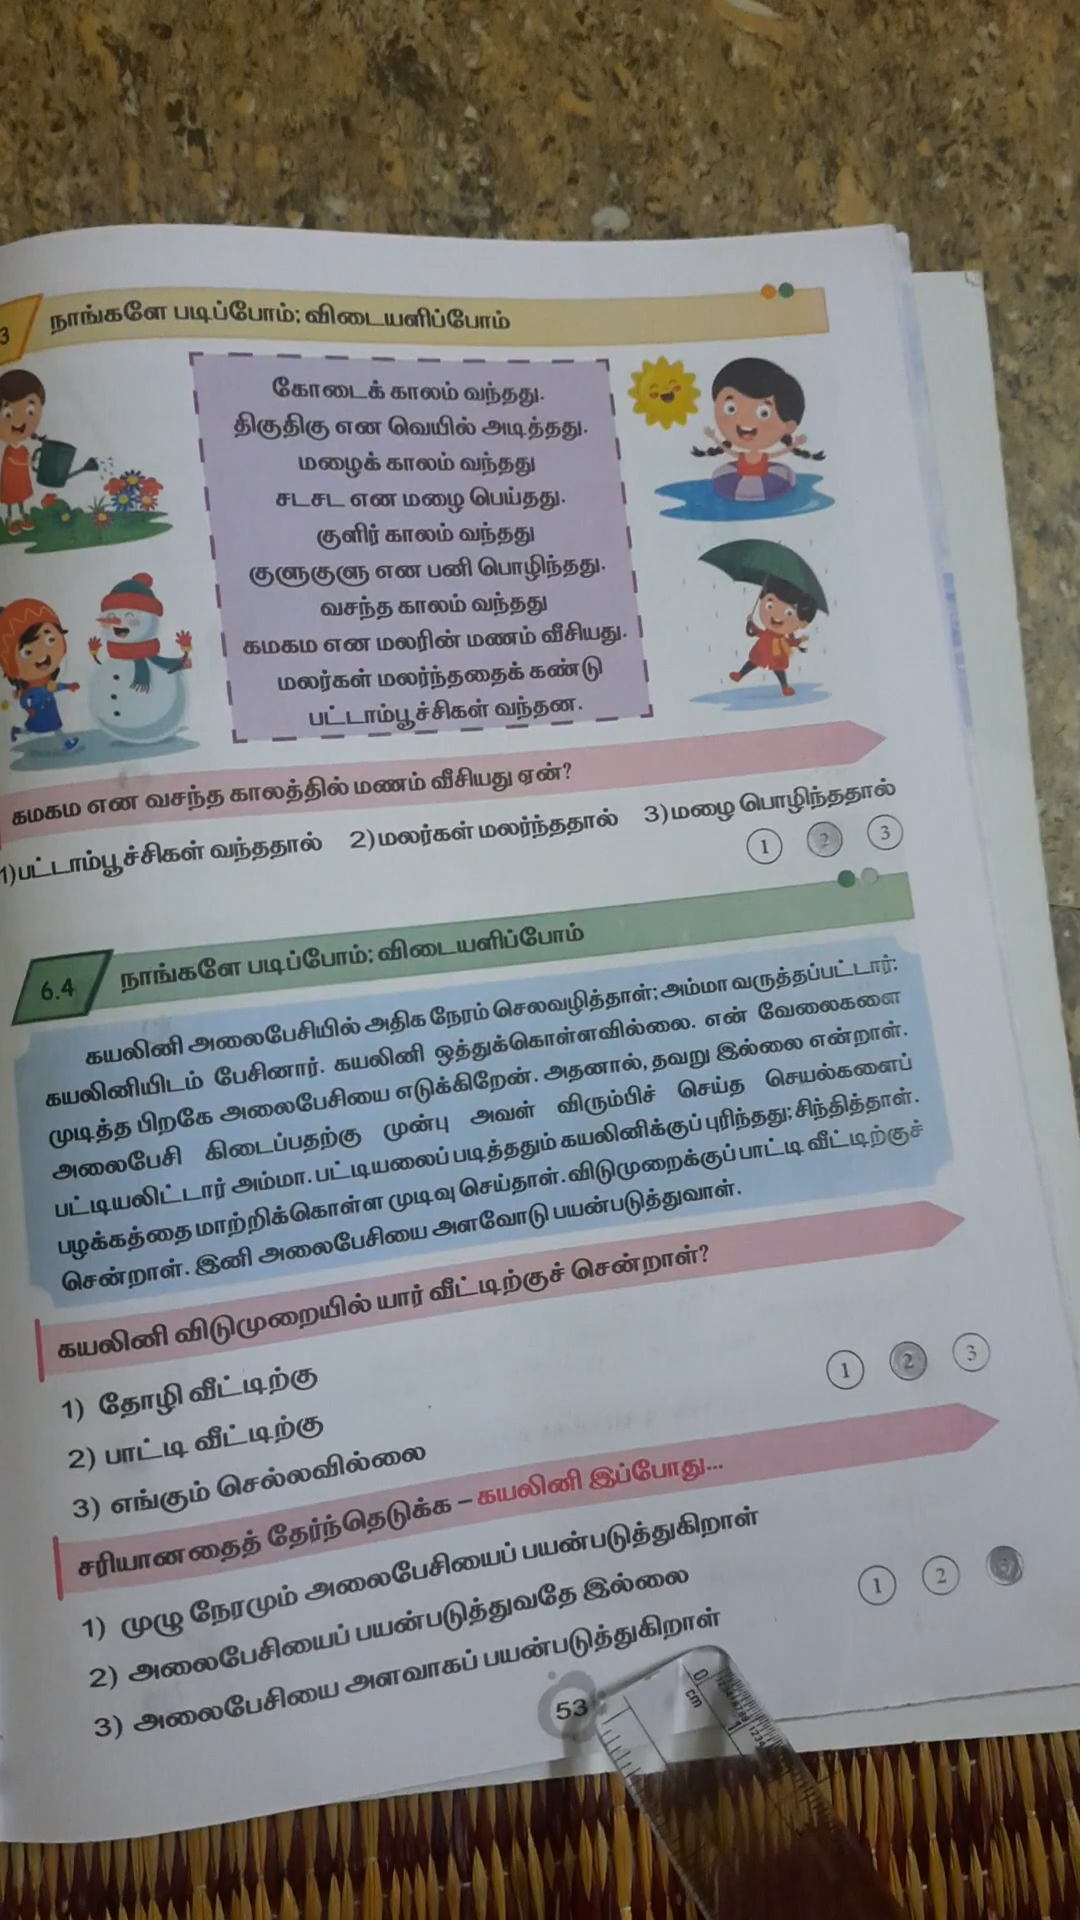 3
நாங்களே படிப்போம்; விடையளிப்போம்
கோடைக் காலம் வந்தது.
திகுதிகு என வெயில் அடித்தது.
மழைக் காலம் வந்தது
சடசட என மழை பெய்தது.
குளிர் காலம் வந்தது
குளுகுளு என பனி பொழிந்தது.
வசந்த காலம் வந்தது
கமகம என மலரின் மணம் வீசியது.
மலர்கள் மலர்ந்ததைக் கண்டு
பட்டாம்பூச்சிகள் வந்தன.
கமகம என வசந்த காலத்தில் மணம் வீசியது ஏன்?
1)பட்டாம்பூச்சிகள் வந்ததால் 2)மலர்கள் மலர்ந்ததால் 3)மழை பொழிந்ததால்
1 2 3
6.4 நாங்களே படிப்போம்; விடையளிப்போம்
கயலினி அலைபேசியில் அதிக நேரம் செலவழித்தாள்; அம்மா வருத்தப்பட்டார்;
கயலினியிடம் பேசினார். கயலினி ஒத்துக்கொள்ளவில்லை. என் வேலைகளை
முடித்த பிறகே அலைபேசியை எடுக்கிறேன். அதனால், தவறு இல்லை என்றாள்.
அலைபேசி கிடைப்பதற்கு முன்பு அவள் விரும்பிச் செய்த செயல்களைப்
பட்டியலிட்டார் அம்மா. பட்டியலைப் படித்ததும் கயலினிக்குப் புரிந்தது; சிந்தித்தாள்.
பழக்கத்தை மாற்றிக்கொள்ள முடிவு செய்தாள். விடுமுறைக்குப் பாட்டி வீட்டிற்குச்
சென்றாள். இனி அலைபேசியை அளவோடு பயன்படுத்துவாள்.
கயலினி விடுமுறையில் யார் வீட்டிற்குச் சென்றாள்?
1) தோழி வீட்டிற்கு
2) பாட்டி வீட்டிற்கு
3) எங்கும் செல்லவில்லை
1 2 3
சரியானதைத் தேர்ந்தெடுக்க – கயலினி இப்போது...
1) முழு நேரமும் அலைபேசியைப் பயன்படுத்துகிறாள்
2) அலைபேசியைப் பயன்படுத்துவதே இல்லை
3) அலைபேசியை அளவாகப் பயன்படுத்துகிறாள்
1 2 3
53
0
cm
1